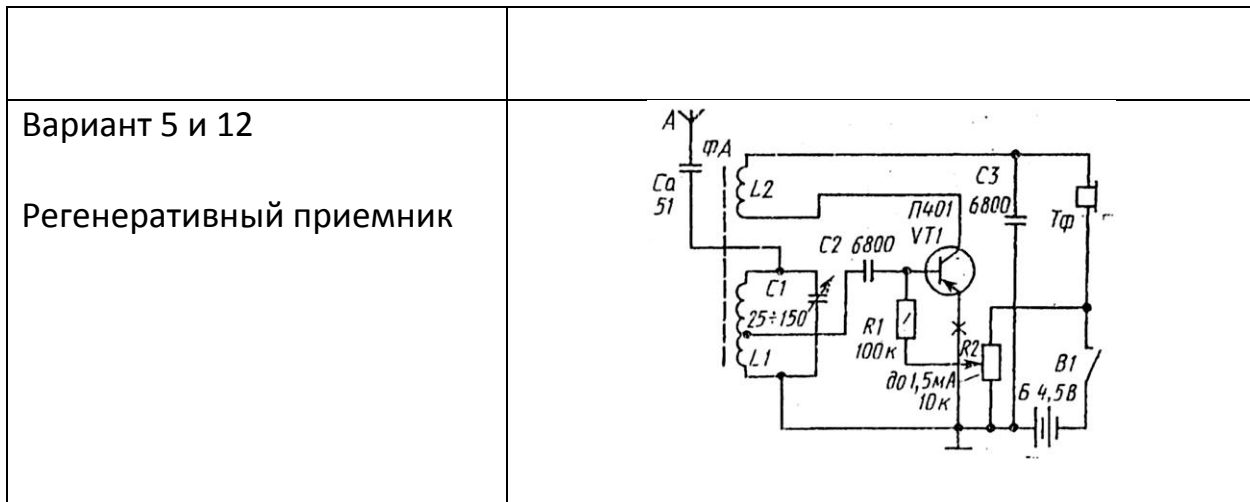 Вариант 5 и 12
Регенеративный приемник
А
ФА
Са
51
L2
C3
6800
Тф
П401
VT1
C2 6800
C1
25÷150
L1
R1
100к
R2
до 1,5мА
10к
В1
Б 4,5В